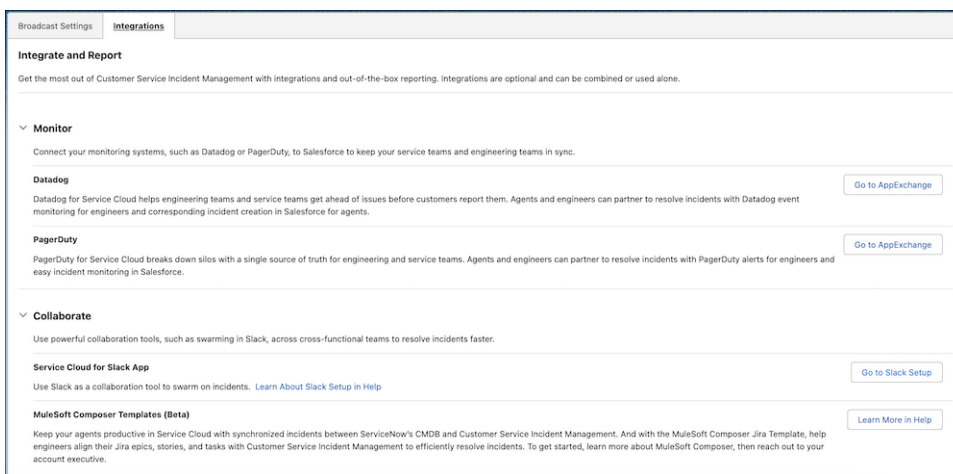 Broadcast Settings
Integrations
Integrate and Report
Get the most out of Customer Service Incident Management with integrations and out-of-the-box reporting. Integrations are optional and can be combined or used alone.
Monitor
Connect your monitoring systems, such as Datadog or PagerDuty, to Salesforce to keep your service teams and engineering teams in sync.
Datadog
Go to AppExchange
Datadog for Service Cloud helps engineering teams and service teams get ahead of issues before customers report them. Agents and engineers can partner to resolve incidents with Datadog event
monitoring for engineers and corresponding incident creation in Salesforce for agents.
PagerDuty
Go to AppExchange
PagerDuty for Service Cloud breaks down silos with a single source of truth for engineering and service teams. Agents and engineers can partner to resolve incidents with PagerDuty alerts for engineers and
easy incident monitoring in Salesforce.
Collaborate
Use powerful collaboration tools, such as swarming in Slack, across cross-functional teams to resolve incidents faster.
Service Cloud for Slack App
Go to Slack Setup
Use Slack as a collaboration tool to swarm on incidents. Learn About Slack Setup in Help
MuleSoft Composer Templates (Beta)
Learn More in Help
Keep your agents productive in Service Cloud with synchronized incidents between ServiceNow's CMDB and Customer Service Incident Management. And with the MuleSoft Composer Jira Template, help
engineers align their Jira epics, stories, and tasks with Customer Service Incident Management to efficiently resolve incidents. To get started, learn more about MuleSoft Composer, then reach out to your
account executive.